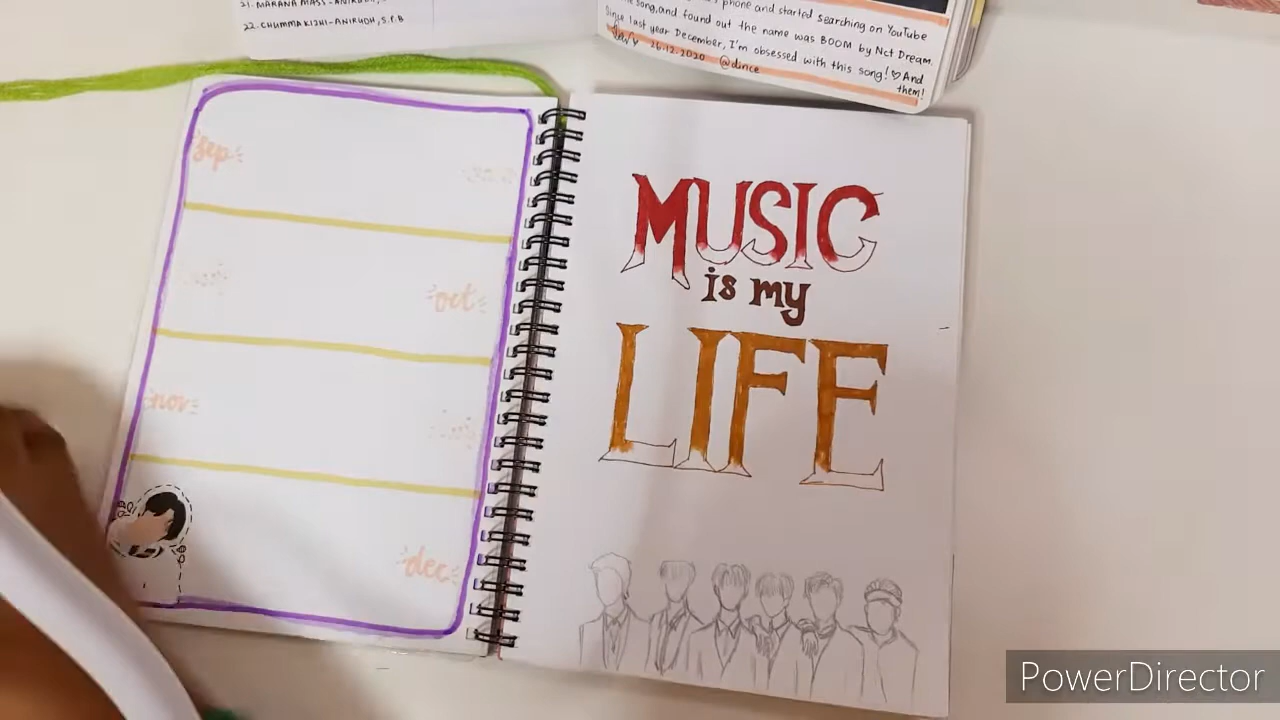 21. MARANA MASS - ANIRUDH,
22. CHUMMA KIZHI - ANIRUDH, S.P.B
phone and started searching on YouTube
song, and found out the name was BOOM by Nct Dream.
Since last year December, I'm obsessed with this song! ♡ And
them!
26.12.2020 @dince
sep
oct
nov
dec
MUSIC
is my
LIFE
PowerDirector